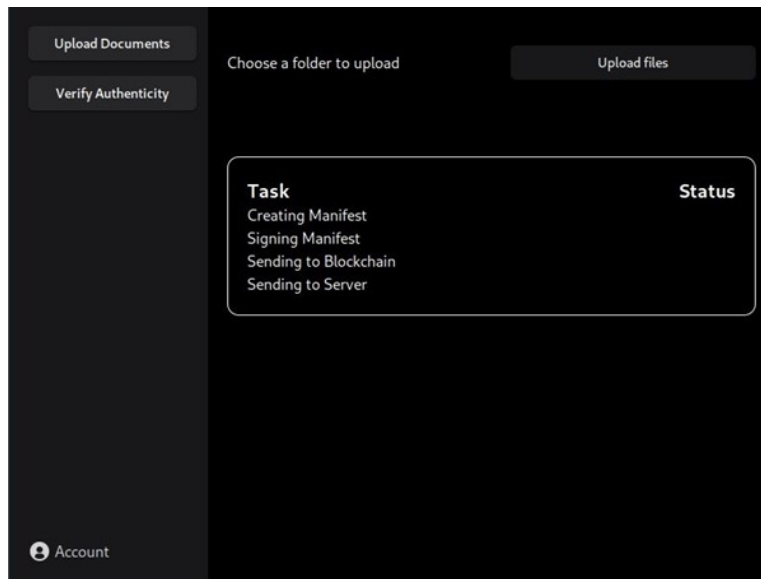 Upload Documents
Verify Authenticity
Choose a folder to upload
Upload files
Task Status
Creating Manifest
Signing Manifest
Sending to Blockchain
Sending to Server
Account